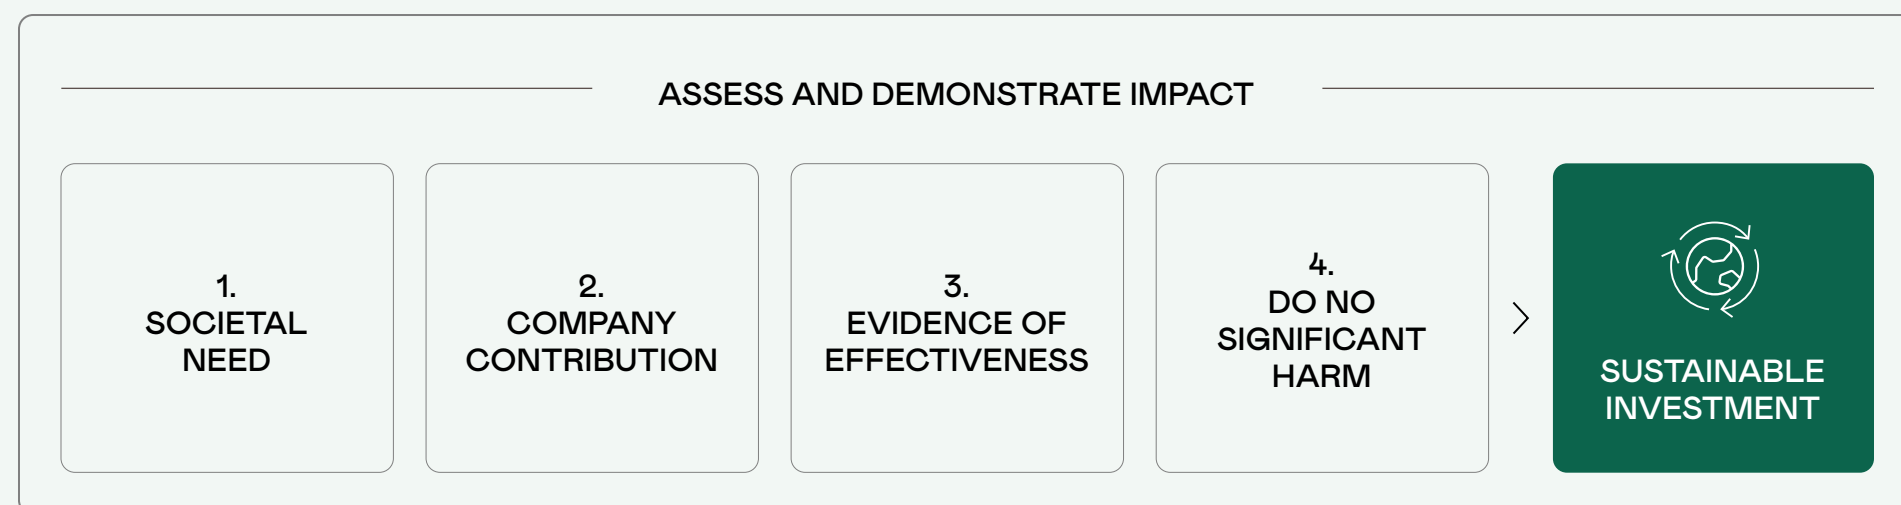 ASSESS AND DEMONSTRATE IMPACT
1.
SOCIETAL
NEED
2.
COMPANY
CONTRIBUTION
3.
EVIDENCE OF
EFFECTIVENESS
4.
DO NO
SIGNIFICANT
HARM
SUSTAINABLE
INVESTMENT